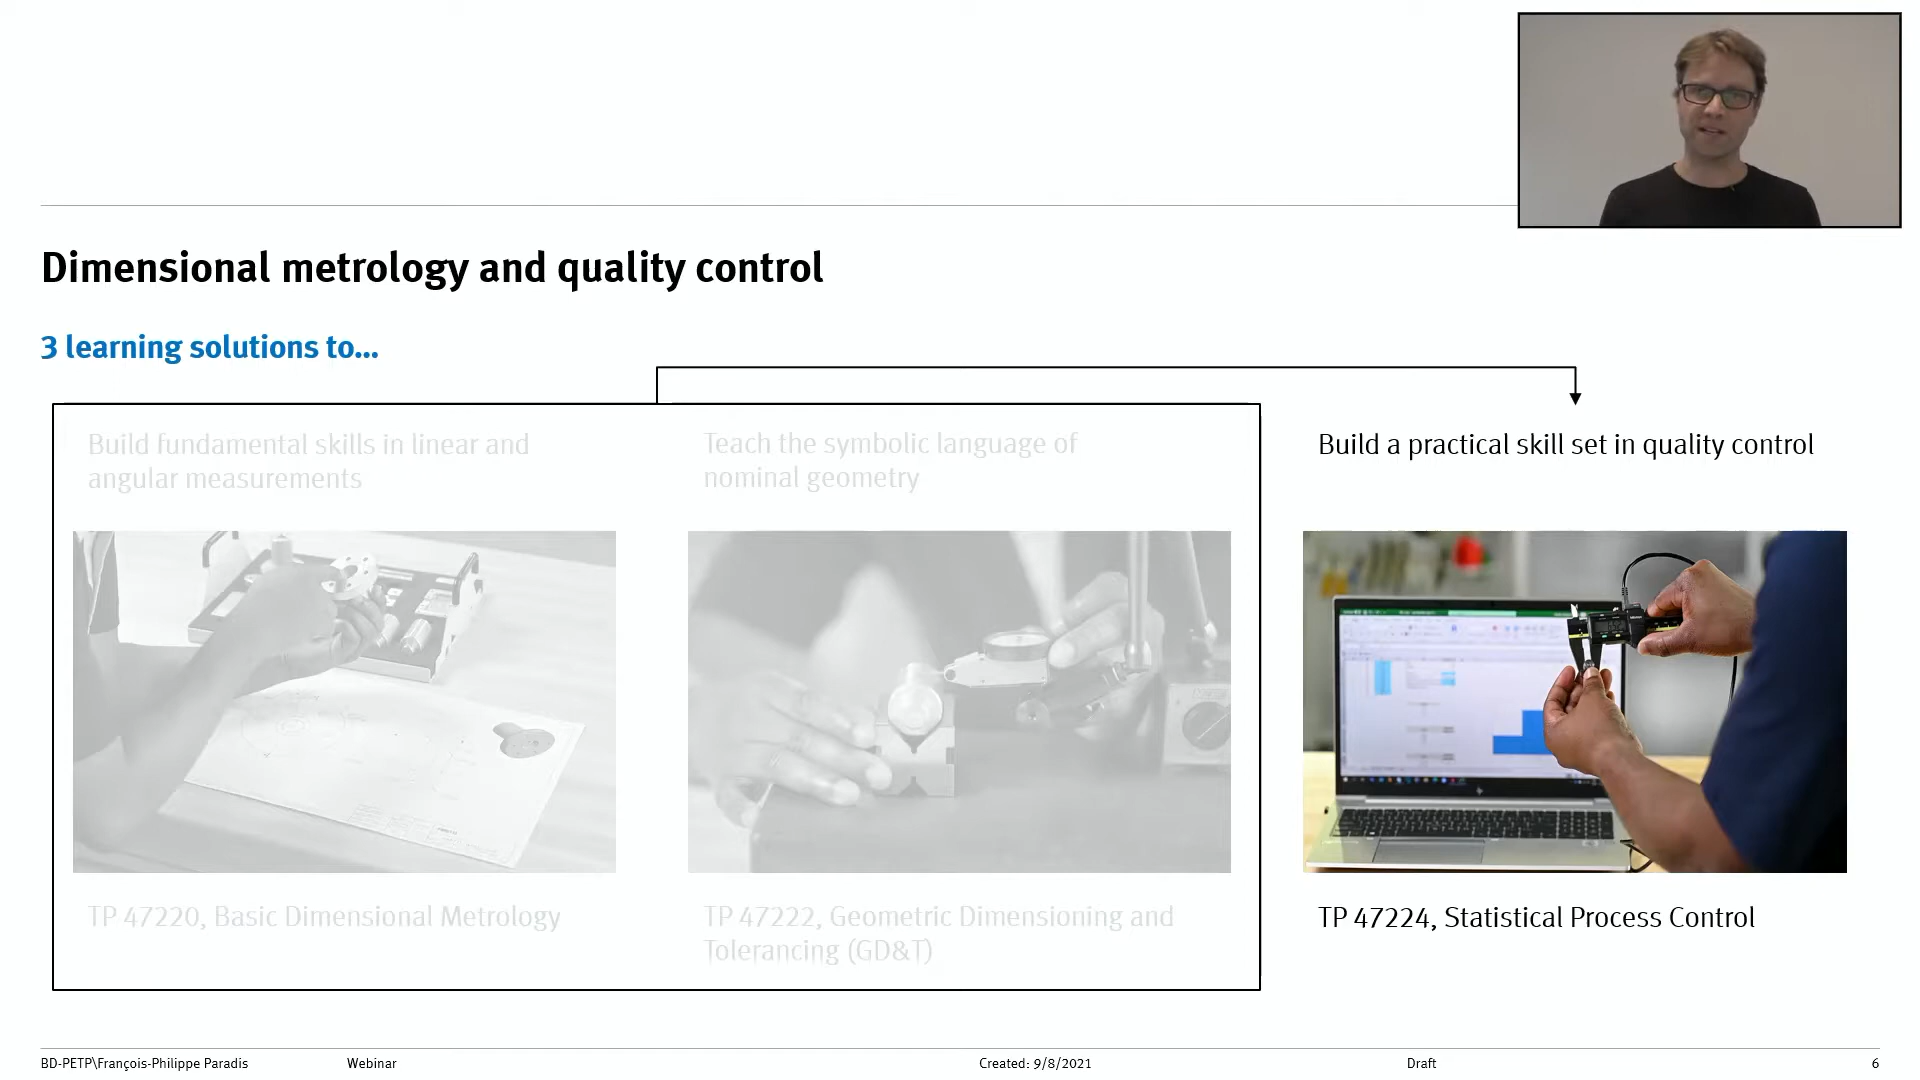 Dimensional metrology and quality control
3 learning solutions to...
Build fundamental skills in linear and
angular measurements
Teach the symbolic language of
nominal geometry
Build a practical skill set in quality control
TP 47220, Basic Dimensional Metrology
TP 47222, Geometric Dimensioning and
Tolerancing (GD&T)
TP 47224, Statistical Process Control
BD-PETP\François-Philippe Paradis
Webinar
Created: 9/8/2021
Draft
6